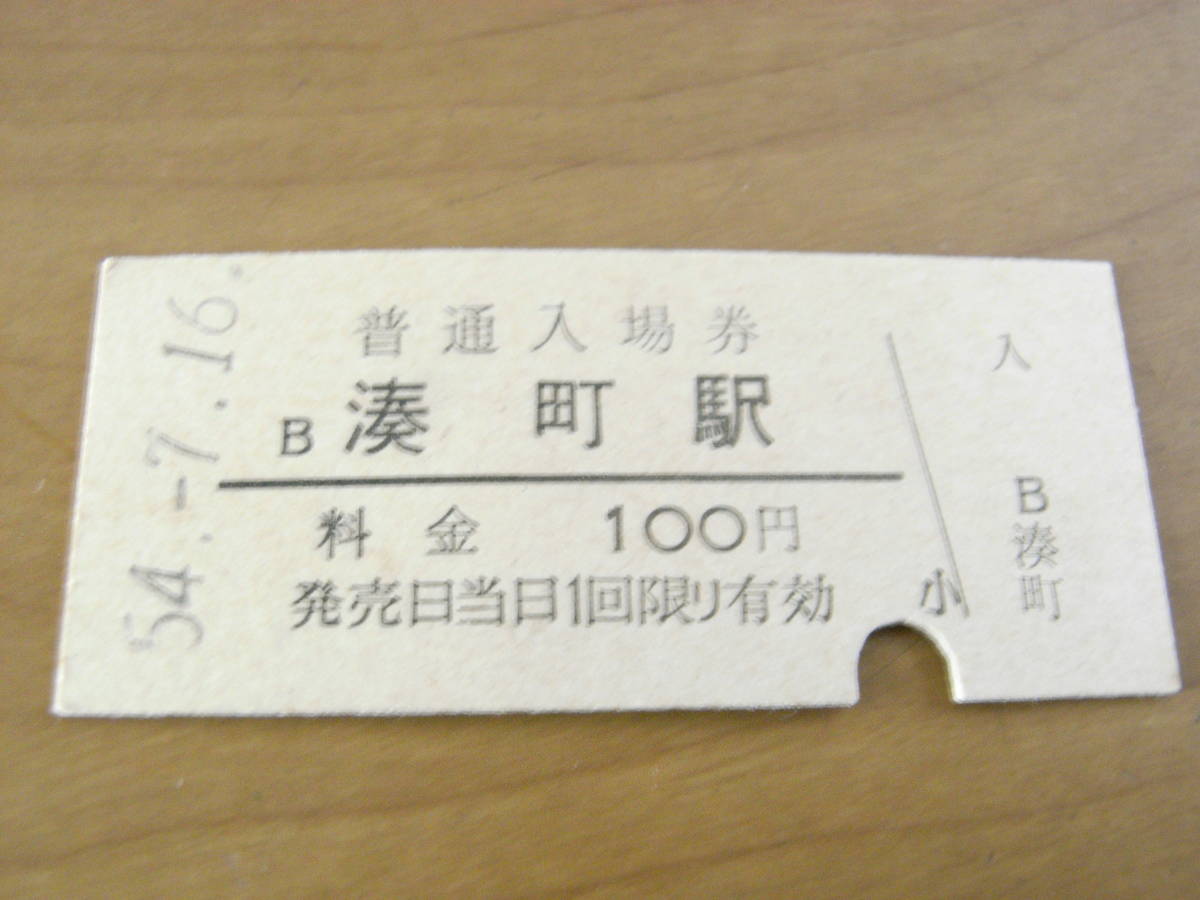 54.-7.16.
普通入場券
B 湊町駅
料金 100円
発売日当日1回限り有効
小
入
B
湊町